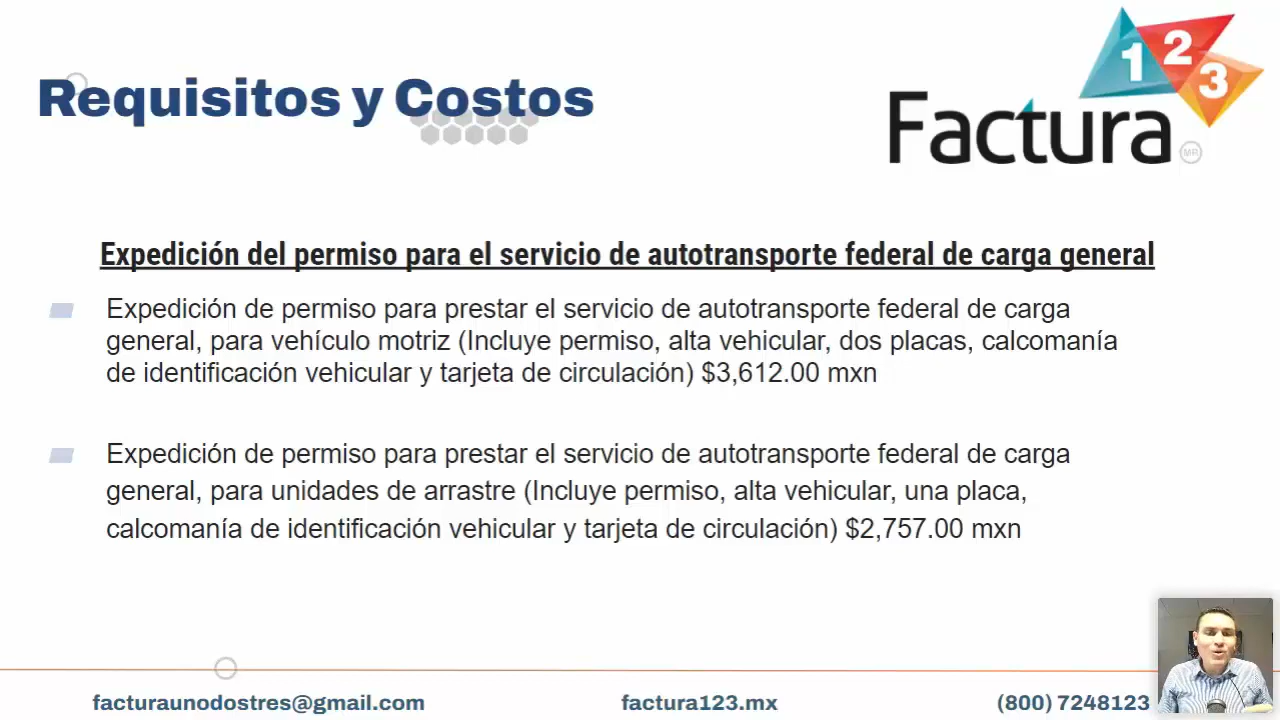 Requisitos y Costos
1 2 3
Factura
MR
Expedición del permiso para el servicio de autotransporte federal de carga general
Expedición de permiso para prestar el servicio de autotransporte federal de carga
general, para vehículo motriz (Incluye permiso, alta vehicular, dos placas, calcomanía
de identificación vehicular y tarjeta de circulación) $3,612.00 mxn
Expedición de permiso para prestar el servicio de autotransporte federal de carga
general, para unidades de arrastre (Incluye permiso, alta vehicular, una placa,
calcomanía de identificación vehicular y tarjeta de circulación) $2,757.00 mxn
facturaunodostres@gmail.com
factura123.mx
(800) 7248123